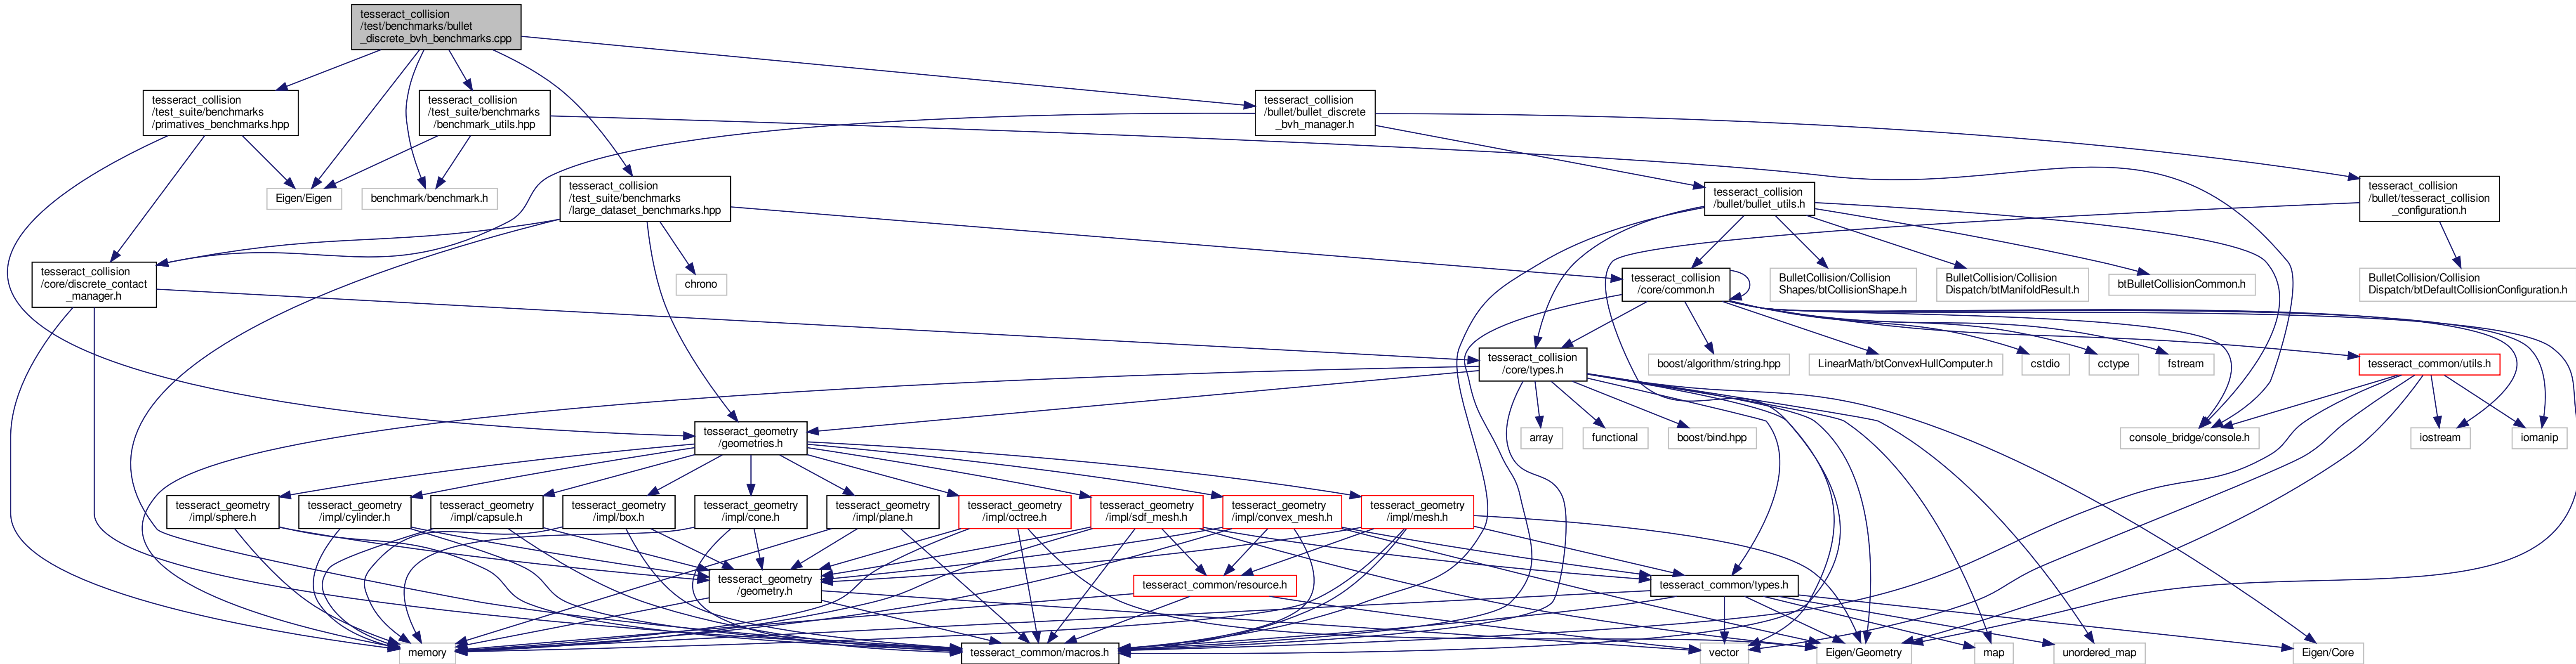 tesseract_collision
/test/benchmarks/bullet
_discrete_bvh_benchmarks.cpp
tesseract_collision
/test_suite/benchmarks
/primatives_benchmarks.hpp
tesseract_collision
/test_suite/benchmarks
/benchmark_utils.hpp
tesseract_collision
/bullet/bullet_discrete
_bvh_manager.h
Eigen/Eigen
benchmark/benchmark.h
tesseract_collision
/test_suite/benchmarks
/large_dataset_benchmarks.hpp
tesseract_collision
/bullet/bullet_utils.h
tesseract_collision
/bullet/tesseract_collision
_configuration.h
tesseract_collision
/core/discrete_contact
_manager.h
chrono
tesseract_collision
/core/common.h
BulletCollision/Collision
Shapes/btCollisionShape.h
BulletCollision/Collision
Dispatch/btManifoldResult.h
btBulletCollisionCommon.h
BulletCollision/Collision
Dispatch/btDefaultCollisionConfiguration.h
tesseract_collision
/core/types.h
boost/algorithm/string.hpp
LinearMath/btConvexHullComputer.h
cstdio
cctype
fstream
tesseract_common/utils.h
tesseract_geometry
/geometries.h
array
functional
boost/bind.hpp
console_bridge/console.h
iostream
iomanip
tesseract_geometry
/impl/sphere.h
tesseract_geometry
/impl/cylinder.h
tesseract_geometry
/impl/capsule.h
tesseract_geometry
/impl/box.h
tesseract_geometry
/impl/cone.h
tesseract_geometry
/impl/plane.h
tesseract_geometry
/impl/octree.h
tesseract_geometry
/impl/sdf_mesh.h
tesseract_geometry
/impl/convex_mesh.h
tesseract_geometry
/impl/mesh.h
tesseract_geometry
/geometry.h
tesseract_common/resource.h
tesseract_common/types.h
memory
tesseract_common/macros.h
vector
Eigen/Geometry
map
unordered_map
Eigen/Core